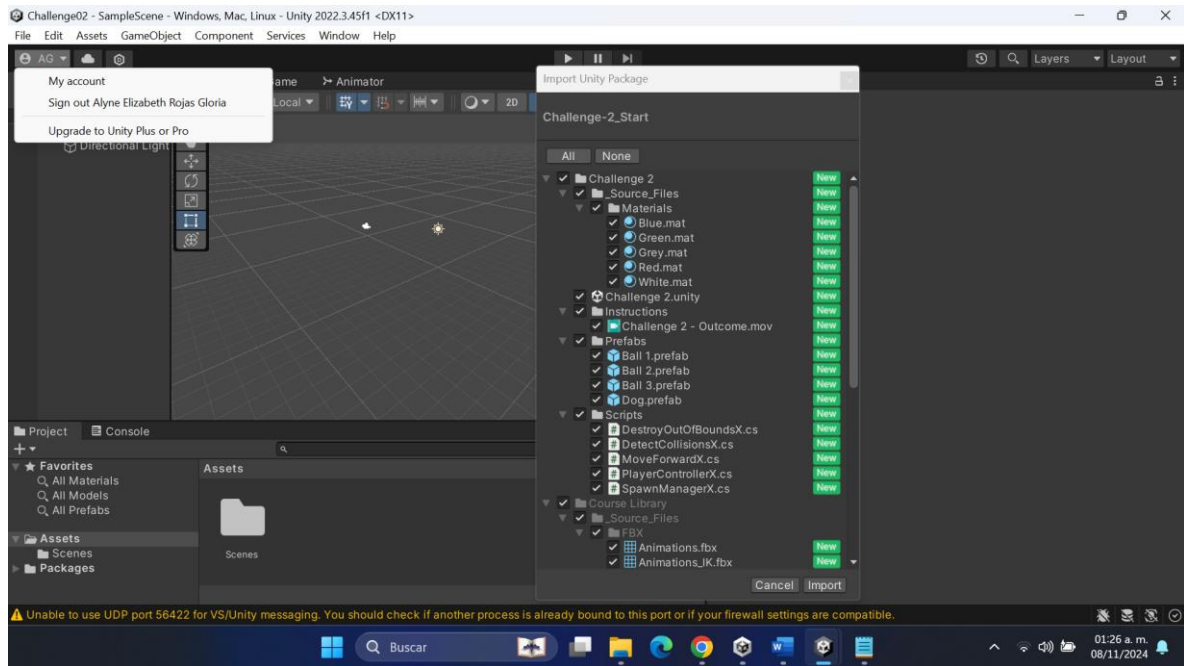 Challenge02 - SampleScene - Windows, Mac, Linux - Unity 2022.3.45f1 <DX11>
File Edit Assets GameObject Component Services Window Help
AG
Layers
Layout
My account
Sign out Alyne Elizabeth Rojas Gloria
Upgrade to Unity Plus or Pro
ame
Animator
Local
2D
Directional Light
Import Unity Package
Challenge-2_Start
All
None
Challenge 2 New
_Source_Files New
Materials New
Blue.mat New
Green.mat New
Grey.mat New
Red.mat New
White.mat New
Challenge 2.unity New
Instructions New
Challenge 2 - Outcome.mov New
Prefabs New
Ball 1.prefab New
Ball 2.prefab New
Ball 3.prefab New
Dog.prefab New
Scripts New
DestroyOutOfBoundsX.cs New
DetectCollisionsX.cs New
MoveForwardX.cs New
PlayerControllerX.cs New
SpawnManagerX.cs New
Course Library
_Source_Files
FBX
Animations.fbx New
Animations_IK.fbx New
Cancel
Import
Project
Console
Favorites
All Materials
All Models
All Prefabs
Assets
Scenes
Packages
Assets
Scenes
Unable to use UDP port 56422 for VS/Unity messaging. You should check if another process is already bound to this port or if your firewall settings are compatible.
Buscar
01:26 a. m.
08/11/2024